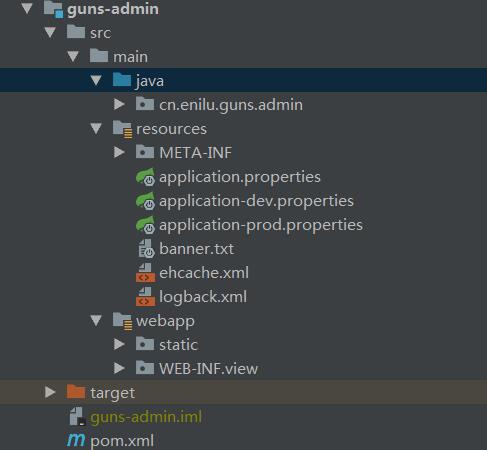 guns-admin
src
main
java
cn.enilu.guns.admin
resources
META-INF
application.properties
application-dev.properties
application-prod.properties
banner.txt
ehcache.xml
logback.xml
webapp
static
WEB-INF.view
target
guns-admin.iml
pom.xml